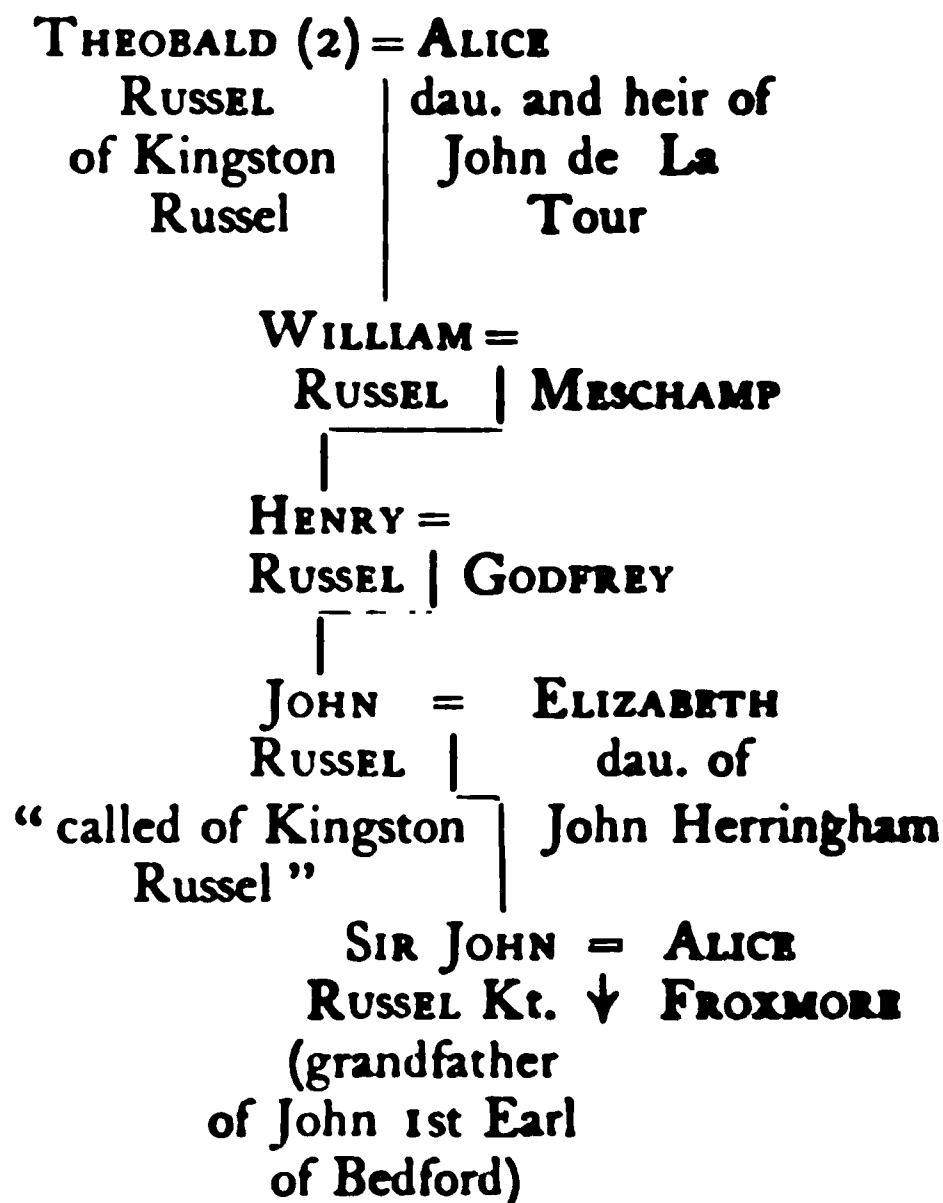 THEOBALD (2) = ALICE
RUSSEL dau. and heir of
of Kingston John de La
Russel Tour
WILLIAM =
RUSSEL MESCHAMP
HENRY =
RUSSEL GODFREY
JOHN = ELIZABETH
RUSSEL dau. of
“called of Kingston John Herringham
Russel”
SIR JOHN = ALICE
RUSSEL Kt. FROXMORE
(grandfather
of John 1st Earl
of Bedford)